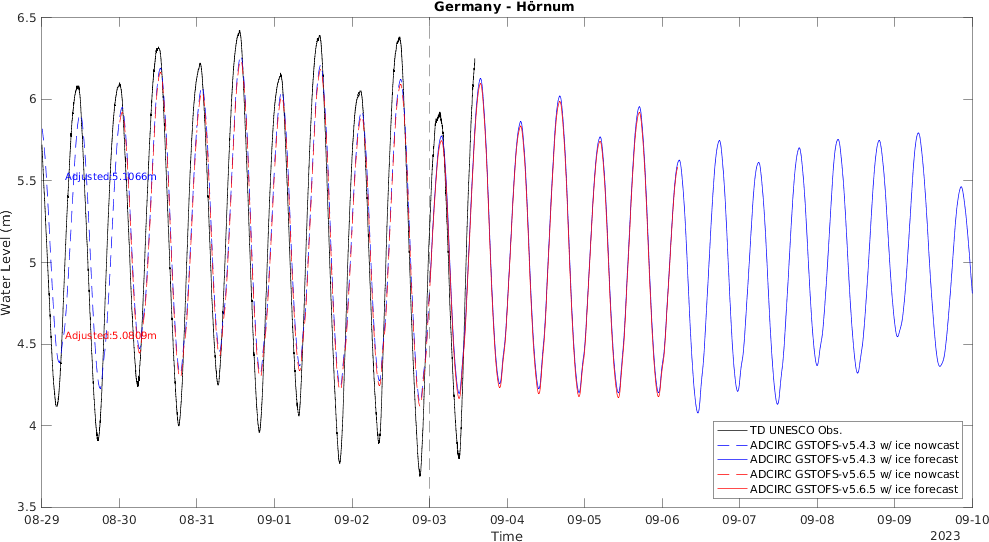 Germany - Hörnum
6.5
6
5.5
5
4.5
4
3.5
Water Level (m)
Adjusted:5.1066m
Adjusted:5.0809m
TD UNESCO Obs.
ADCIRC GSTOFS-v5.4.3 w/ ice nowcast
ADCIRC GSTOFS-v5.4.3 w/ ice forecast
ADCIRC GSTOFS-v5.6.5 w/ ice nowcast
ADCIRC GSTOFS-v5.6.5 w/ ice forecast
08-29 08-30 08-31 09-01 09-02 09-03 09-04 09-05 09-06 09-07 09-08 09-09 09-10
Time
2023